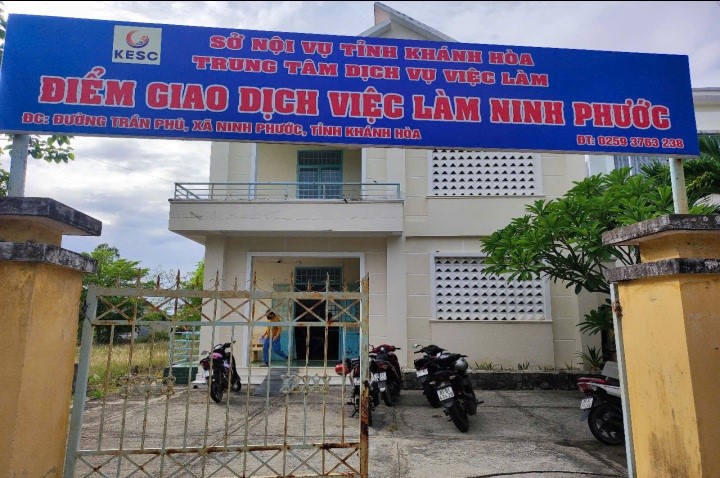 KESC
SỞ NỘI VỤ TỈNH KHÁNH HÒA
TRUNG TÂM DỊCH VỤ VIỆC LÀM
ĐIỂM GIAO DỊCH VIỆC LÀM NINH PHƯỚC
ĐC: ĐƯỜNG TRẦN PHÚ, XÃ NINH PHƯỚC, TỈNH KHÁNH HÒA
ĐT: 0259 3763 238